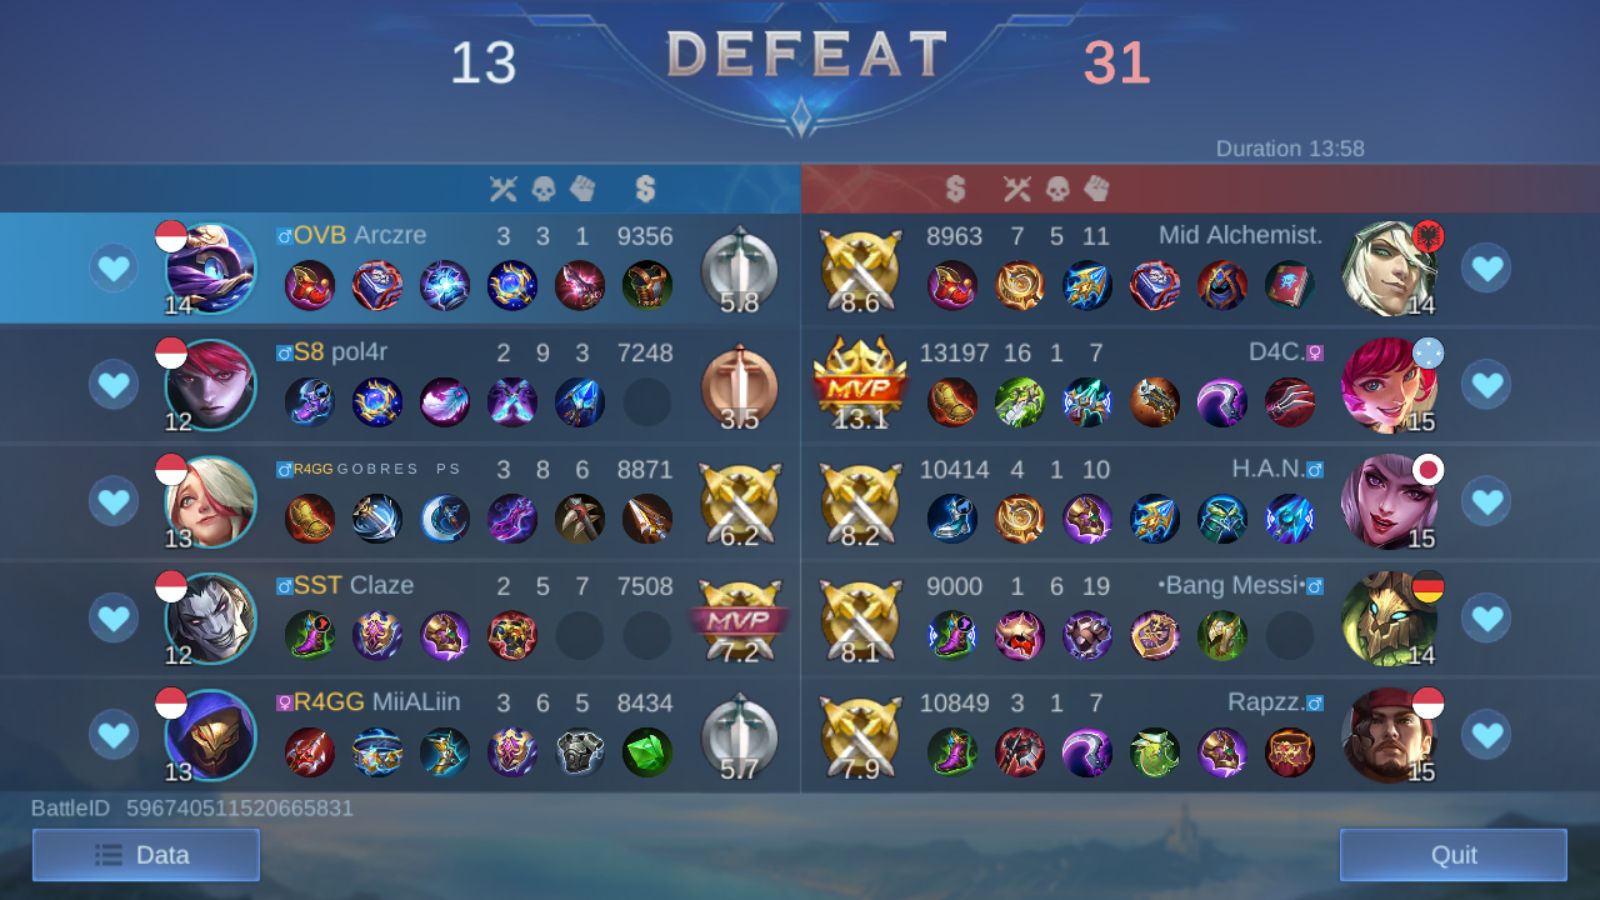 13 DEFEAT 31
Duration 13:58
OVB Arczre 3 3 1 9356
14 5.8
8963 7 5 11 Mid Alchemist.
8.6 14
S8 pol4r 2 9 3 7248
12 3.5
13197 16 1 7 D4C.
MVP
13.1 15
R4GG GOBRES PS 3 8 6 8871
13 6.2
10414 4 1 10 H.A.N.
8.2 15
SST Claze 2 5 7 7508
MVP
12 7.2
9000 1 6 19 •Bang Messi•
8.1 14
R4GG MiiALiin 3 6 5 8434
13 5.7
10849 3 1 7 Rapzz.
7.9 15
BattleID 596740511520665831
Data
Quit